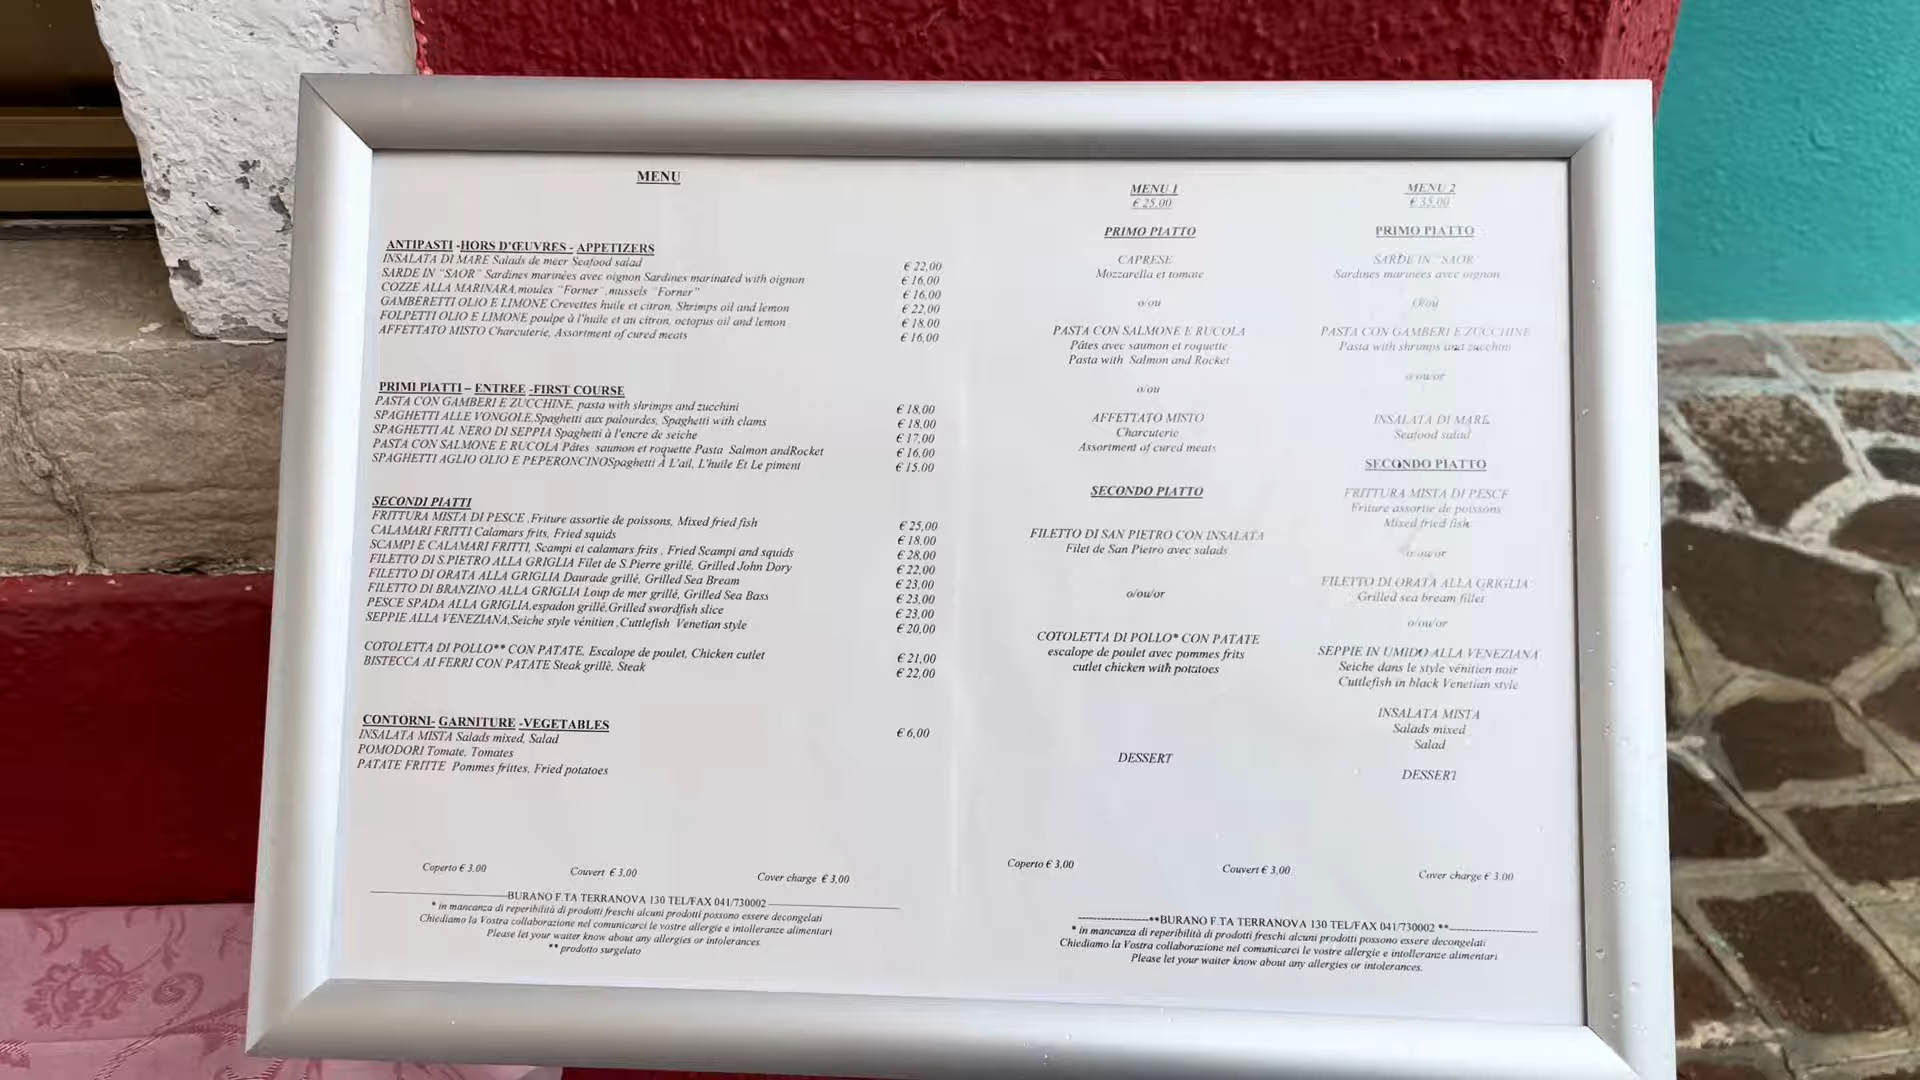 MENU
ANTIPASTI -HORS D'ŒUVRES - APPETIZERS
INSALATA DI MARE Salads de meer Seafood salad € 22,00
SARDE IN "SAOR" Sardines marinées avec oignon Sardines marinated with oignon € 16,00
COZZE ALLA MARINARA,moules "Forner",mussels "Forner" € 16,00
GAMBERETTI OLIO E LIMONE Crevettes huile et citron, Shrimps oil and lemon € 22,00
FOLPETTI OLIO E LIMONE poulpe à l'huile et au citron, octopus oil and lemon € 18,00
AFFETTATO MISTO Charcuterie, Assortment of cured meats € 16,00
PRIMI PIATTI – ENTREE -FIRST COURSE
PASTA CON GAMBERI E ZUCCHINE, pasta with shrimps and zucchini € 18,00
SPAGHETTI ALLE VONGOLE,Spaghetti aux palourdes, Spaghetti with clams € 18,00
SPAGHETTI AL NERO DI SEPPIA Spaghetti à l'encre de seiche € 17,00
PASTA CON SALMONE E RUCOLA Pâtes saumon et roquette Pasta Salmon andRocket € 16,00
SPAGHETTI AGLIO OLIO E PEPERONCINOSpaghetti À L'ail, L'huile Et Le piment € 15,00
SECONDI PIATTI
FRITTURA MISTA DI PESCE ,Friture assortie de poissons, Mixed fried fish € 25,00
CALAMARI FRITTI Calamars frits, Fried squids € 18,00
SCAMPI E CALAMARI FRITTI, Scampi et calamars frits , Fried Scampi and squids € 28,00
FILETTO DI S.PIETRO ALLA GRIGLIA Filet de S.Pierre grillé, Grilled John Dory € 22,00
FILETTO DI ORATA ALLA GRIGLIA Daurade grillé, Grilled Sea Bream € 23,00
FILETTO DI BRANZINO ALLA GRIGLIA Loup de mer grillé, Grilled Sea Bass € 23,00
PESCE SPADA ALLA GRIGLIA,espadon grillé,Grilled swordfish slice € 23,00
SEPPIE ALLA VENEZIANA,Seiche style vénitien ,Cuttlefish Venetian style € 20,00
COTOLETTA DI POLLO** CON PATATE, Escalope de poulet, Chicken cutlet € 21,00
BISTECCA AI FERRI CON PATATE Steak grillè, Steak € 22,00
CONTORNI- GARNITURE -VEGETABLES
INSALATA MISTA Salads mixed, Salad € 6,00
POMODORI Tomate, Tomates
PATATE FRITTE Pommes frittes, Fried potatoes
Coperto € 3,00 Couvert € 3,00 Cover charge € 3,00
BURANO F.TA TERRANOVA 130 TEL/FAX 041/730002
* in mancanza di reperibilità di prodotti freschi alcuni prodotti possono essere decongelati
Chiediamo la Vostra collaborazione nel comunicarci le vostre allergie e intolleranze alimentari
Please let your waiter know about any allergies or intolerances
** prodotto surgelato
MENU 1
€ 25,00
PRIMO PIATTO
CAPRESE
Mozzarella et tomate
o/ou
PASTA CON SALMONE E RUCOLA
Pâtes avec saumon et roquette
Pasta with Salmon and Rocket
o/ou
AFFETTATO MISTO
Charcuterie
Assortment of cured meats
SECONDO PIATTO
FILETTO DI SAN PIETRO CON INSALATA
Filet de San Pietro avec salads
o/ou/or
COTOLETTA DI POLLO* CON PATATE
escalope de poulet avec pommes frits
cutlet chicken with potatoes
DESSERT
MENU 2
€ 35,00
PRIMO PIATTO
SARDE IN "SAOR"
Sardines marinées avec oignon
O/ou
PASTA CON GAMBERI E ZUCCHINE
Pasta with shrimps and zucchini
o/ou/or
INSALATA DI MARE
Seafood salad
SECONDO PIATTO
FRITTURA MISTA DI PESCE
Friture assortie de poissons
Mixed fried fish
o/ou/or
FILETTO DI ORATA ALLA GRIGLIA
Grilled sea bream fillet
o/ou/or
SEPPIE IN UMIDO ALLA VENEZIANA
Seiche dans le style vénitien noir
Cuttlefish in black Venetian style
INSALATA MISTA
Salads mixed
Salad
DESSERT
Coperto € 3,00 Couvert € 3,00 Cover charge € 3,00
**BURANO F.TA TERRANOVA 130 TEL/FAX 041/730002 **
* in mancanza di reperibilità di prodotti freschi alcuni prodotti possono essere decongelati
Chiediamo la Vostra collaborazione nel comunicarci le vostre allergie e intolleranze alimentari
Please let your waiter know about any allergies or intolerances.